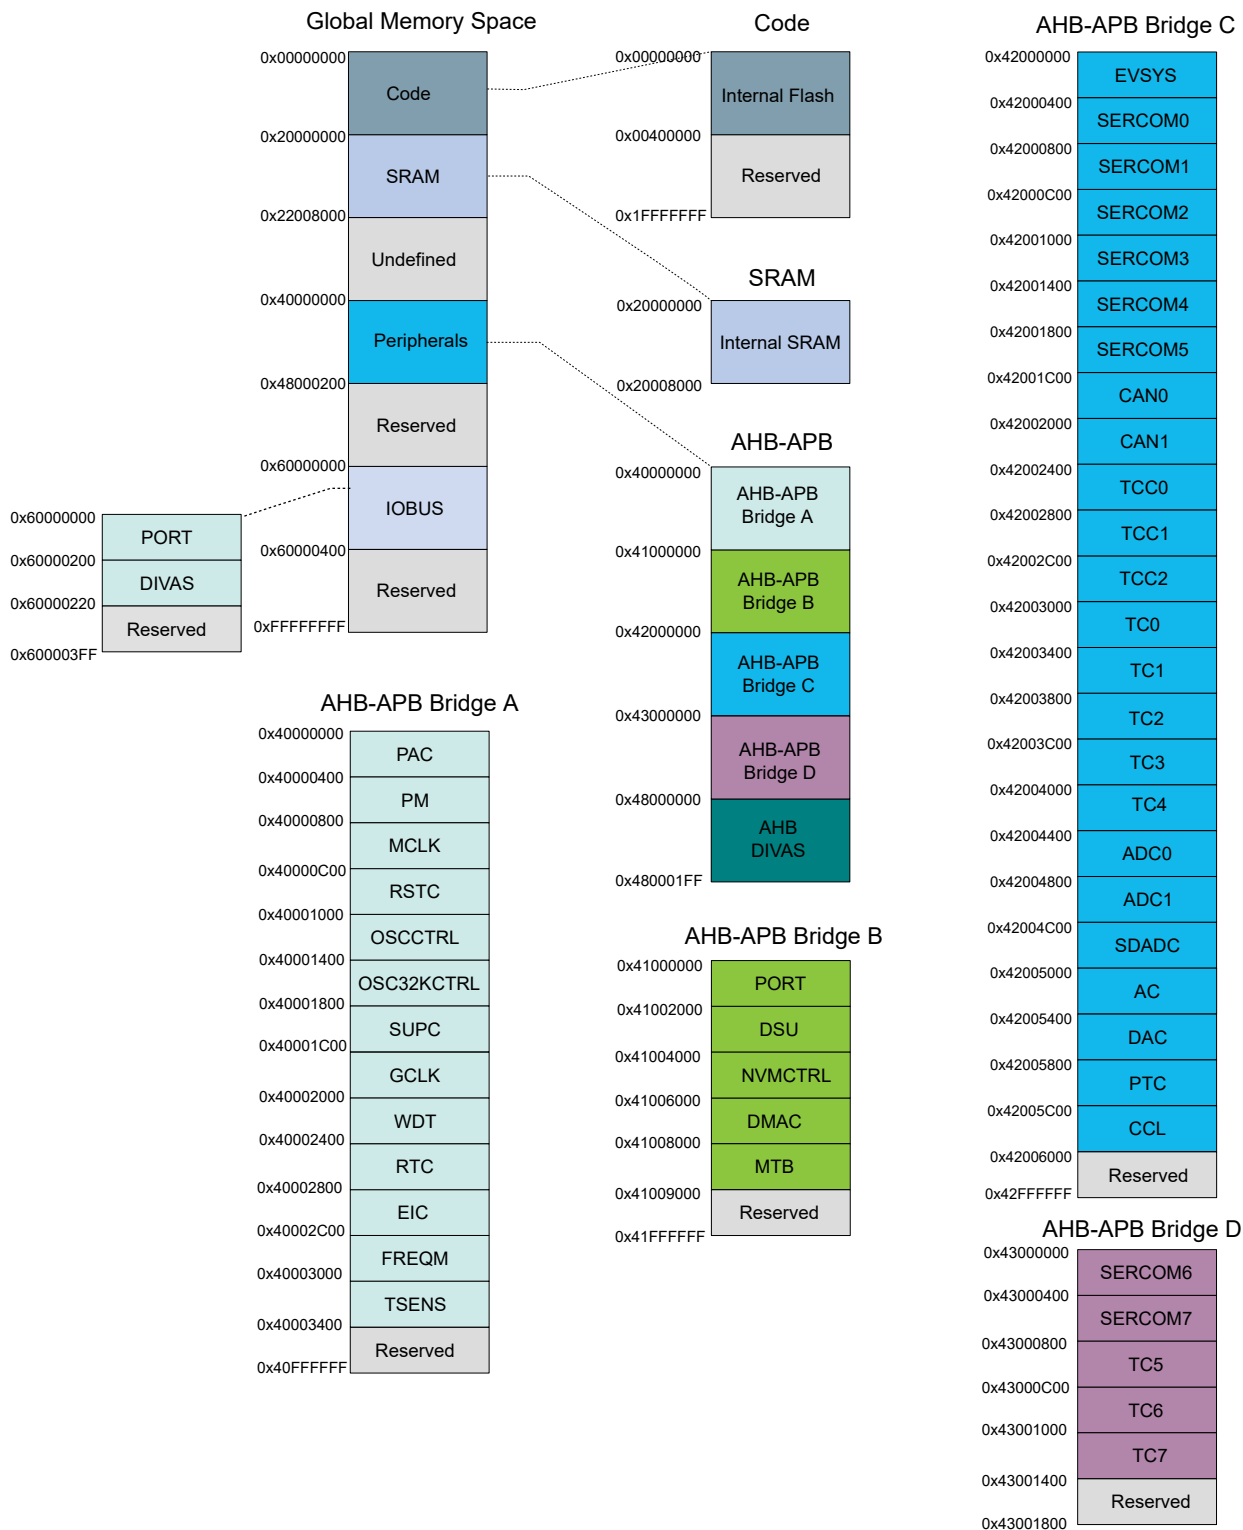 Global Memory Space
0x00000000
Code
0x20000000
SRAM
0x22008000
Undefined
0x40000000
Peripherals
0x48000200
Reserved
0x60000000
IOBUS
0x60000400
Reserved
0xFFFFFFFF
0x60000000
PORT
0x60000200
DIVAS
0x60000220
Reserved
0x600003FF
Code
0x00000000
Internal Flash
0x00400000
Reserved
0x1FFFFFFF
SRAM
0x20000000
Internal SRAM
0x20008000
AHB-APB
0x40000000
AHB-APB
Bridge A
0x41000000
AHB-APB
Bridge B
0x42000000
AHB-APB
Bridge C
0x43000000
AHB-APB
Bridge D
0x48000000
AHB
DIVAS
0x480001FF
AHB-APB Bridge A
0x40000000
PAC
0x40000400
PM
0x40000800
MCLK
0x40000C00
RSTC
0x40001000
OSCCTRL
0x40001400
OSC32KCTRL
0x40001800
SUPC
0x40001C00
GCLK
0x40002000
WDT
0x40002400
RTC
0x40002800
EIC
0x40002C00
FREQM
0x40003000
TSENS
0x40003400
Reserved
0x40FFFFFF
AHB-APB Bridge B
0x41000000
PORT
0x41002000
DSU
0x41004000
NVMCTRL
0x41006000
DMAC
0x41008000
MTB
0x41009000
Reserved
0x41FFFFFF
AHB-APB Bridge C
0x42000000
EVSYS
0x42000400
SERCOM0
0x42000800
SERCOM1
0x42000C00
SERCOM2
0x42001000
SERCOM3
0x42001400
SERCOM4
0x42001800
SERCOM5
0x42001C00
CAN0
0x42002000
CAN1
0x42002400
TCC0
0x42002800
TCC1
0x42002C00
TCC2
0x42003000
TC0
0x42003400
TC1
0x42003800
TC2
0x42003C00
TC3
0x42004000
TC4
0x42004400
ADC0
0x42004800
ADC1
0x42004C00
SDADC
0x42005000
AC
0x42005400
DAC
0x42005800
PTC
0x42005C00
CCL
0x42006000
Reserved
0x42FFFFFF
AHB-APB Bridge D
0x43000000
SERCOM6
0x43000400
SERCOM7
0x43000800
TC5
0x43000C00
TC6
0x43001000
TC7
0x43001400
Reserved
0x43001800